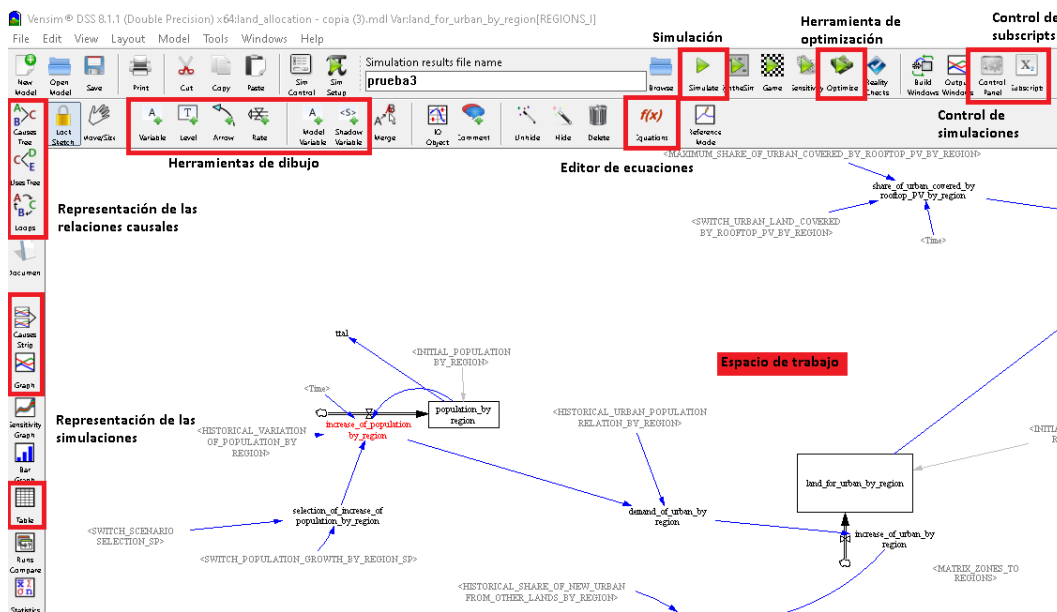 Vensim® DSS 8.1.1 (Double Precision) x64:land_allocation - copia (3).mdl Var:land_for_urban_by_region[REGIONS_I]
File Edit View Layout Model Tools Windows Help
Simulación
Herramienta de
optimización
Control de
subscripts
New
Model
Open
Model
Save
Print
Cut
Copy
Paste
Sim
Control
Sim
Setup
Simulation results file name
prueba3
Browse
Simulate
Game
Optimize
Reality
Checks
Build
Windows
Output
Windows
Control
Panel
Subscript
Causes
Tree
Uses Tree
Loops
Lock
Sketch
Move/Size
Variable
Level
Arrow
Rate
Model
Variable
Shadow
Variable
Merge
IO
Object
Comment
Unhide
Hide
Delete
f(x)
Equations
Reference
Mode
Control de
simulaciones
Herramientas de dibujo
Editor de ecuaciones
Representación de las
relaciones causales
Documen
Causes
Strip
Graph
Representación de las
simulaciones
Sensitivity
Graph
Bar
Graph
Table
Runs
Compare
Statistics
<MAXIMUM_SHARE_OF_URBAN_COVERED_BY_ROOFTOP_PV_BY_REGION>
share_of_urban_covered_by
rooftop_PV_by_region
<SWITCH_URBAN_LAND_COVERED
BY_ROOFTOP_PV_BY_REGION>
<Time>
Espacio de trabajo
ttal
<INITIAL_POPULATION
BY_REGION>
<Time>
population_by
region
increase_of_population
by_region
<HISTORICAL_VARIATION
OF_POPULATION_BY
REGION>
<HISTORICAL_URBAN_POPULATION
RELATION_BY_REGION>
<INITIAL
land_for_urban_by_region
selection_of_increase_of
population_by_region
<SWITCH_SCENARIO
SELECTION_SP>
<SWITCH_POPULATION_GROWTH_BY_REGION_SP>
demand_of_urban_by
region
increase_of_urban_by
region
<MATRIX_ZONES_TO
REGIONS>
<HISTORICAL_SHARE_OF_NEW_URBAN
FROM_OTHER_LANDS_BY_REGION>